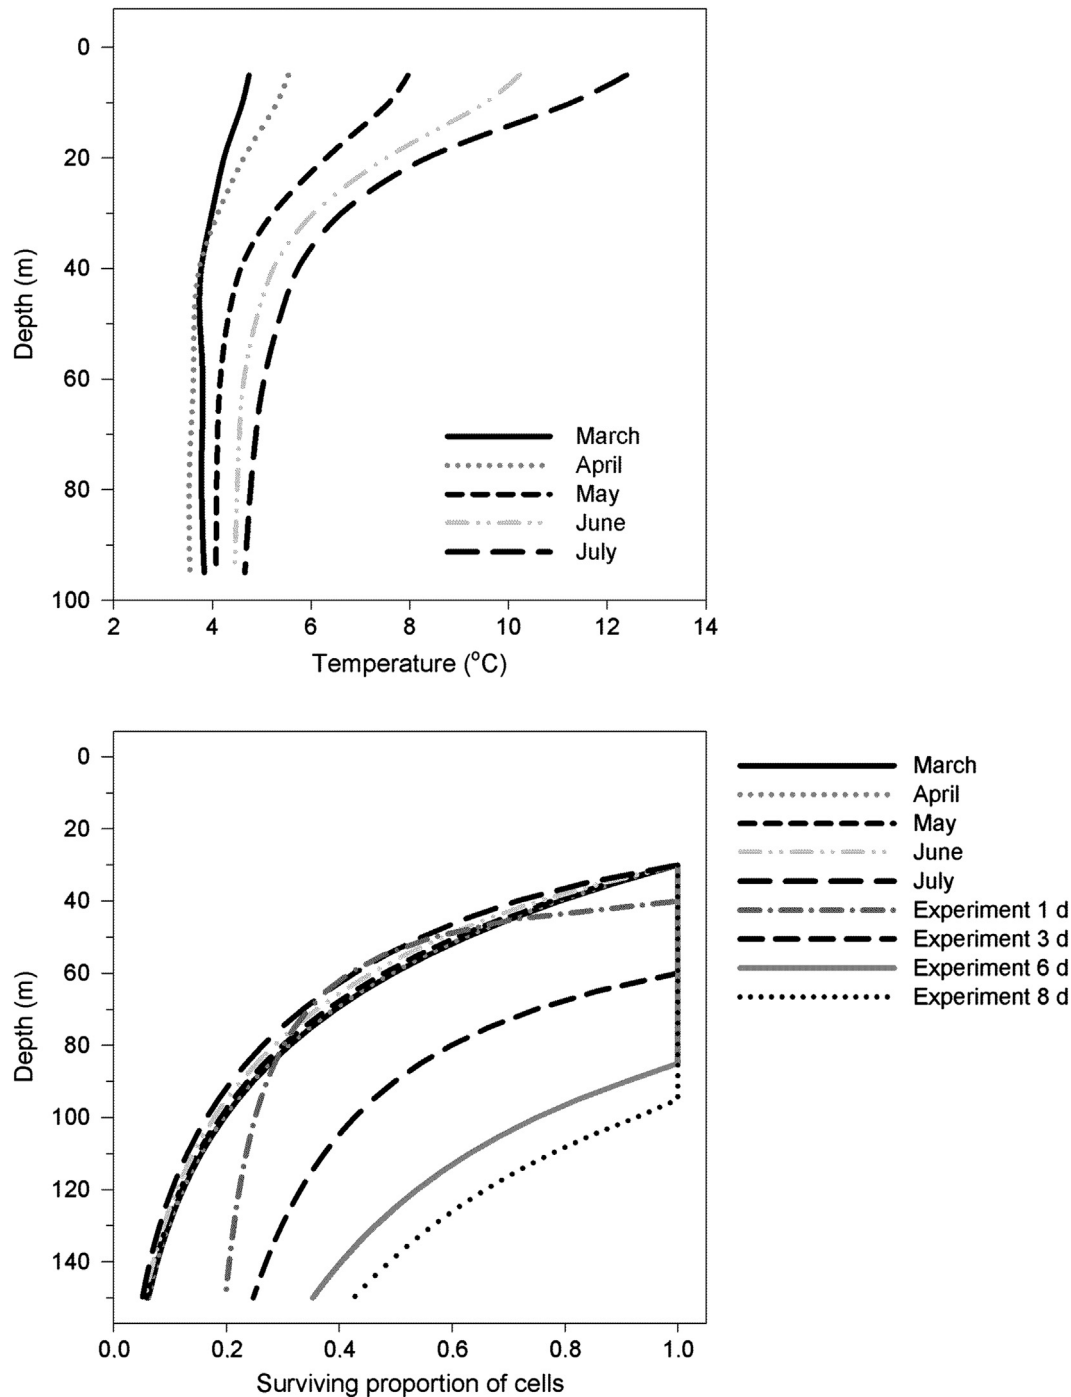 0
20
40
60
80
100
Depth (m)
March
April
May
June
July
2 4 6 8 10 12 14
Temperature (°C)
0
20
40
60
80
100
120
140
Depth (m)
March
April
May
June
July
Experiment 1 d
Experiment 3 d
Experiment 6 d
Experiment 8 d
0.0 0.2 0.4 0.6 0.8 1.0
Surviving proportion of cells